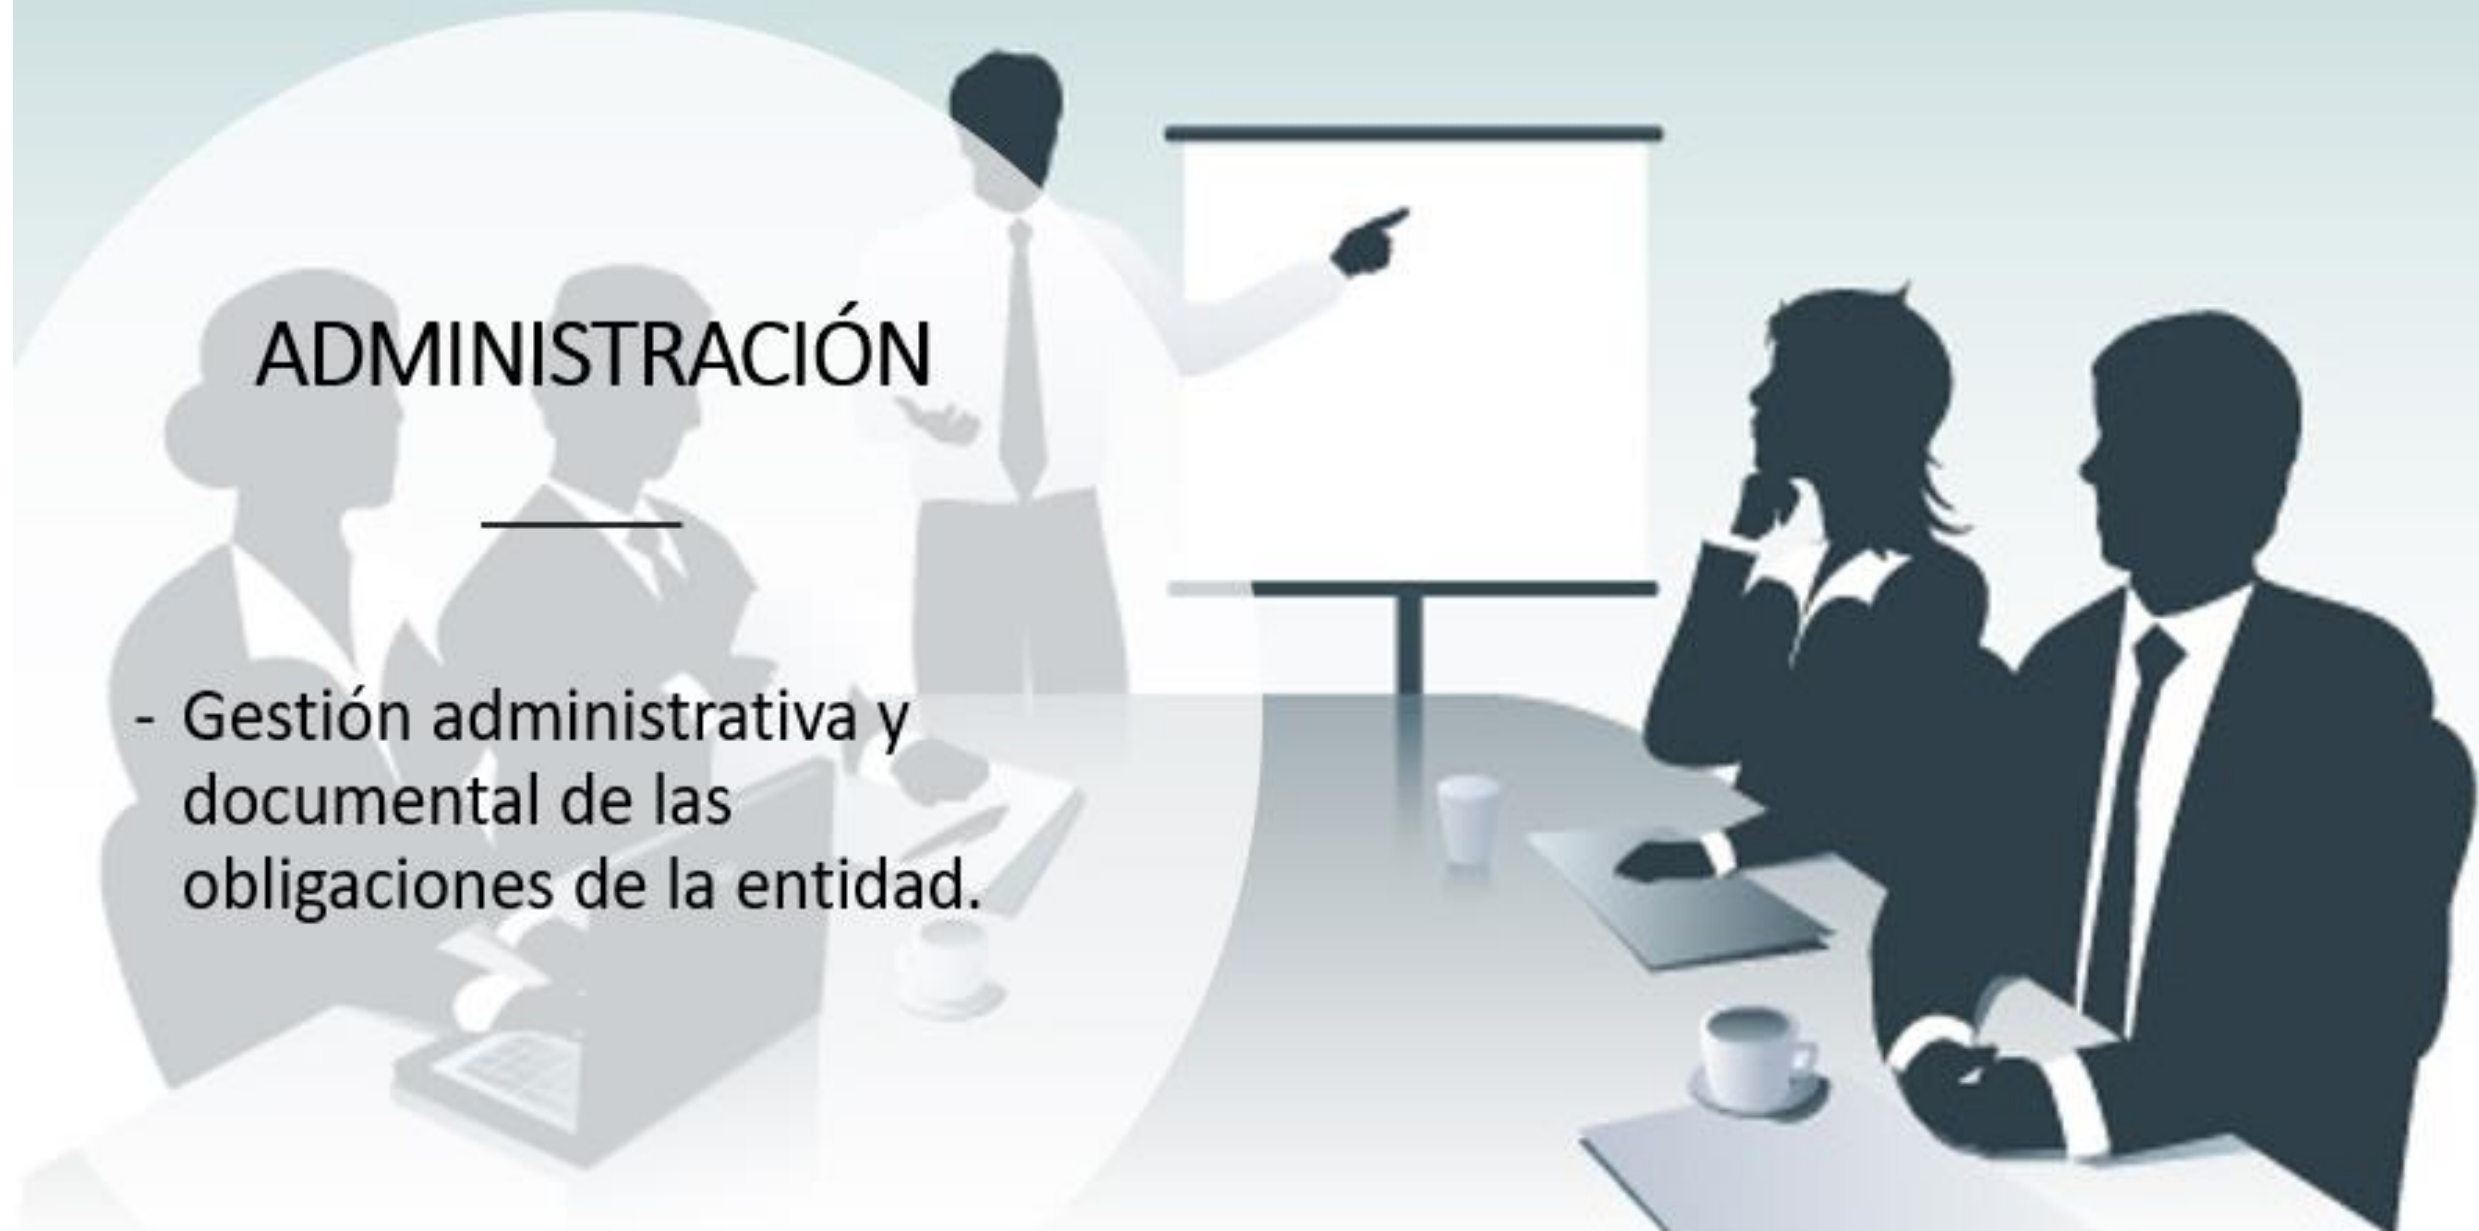 ADMINISTRACIÓN
- Gestión administrativa y
documental de las
obligaciones de la entidad.